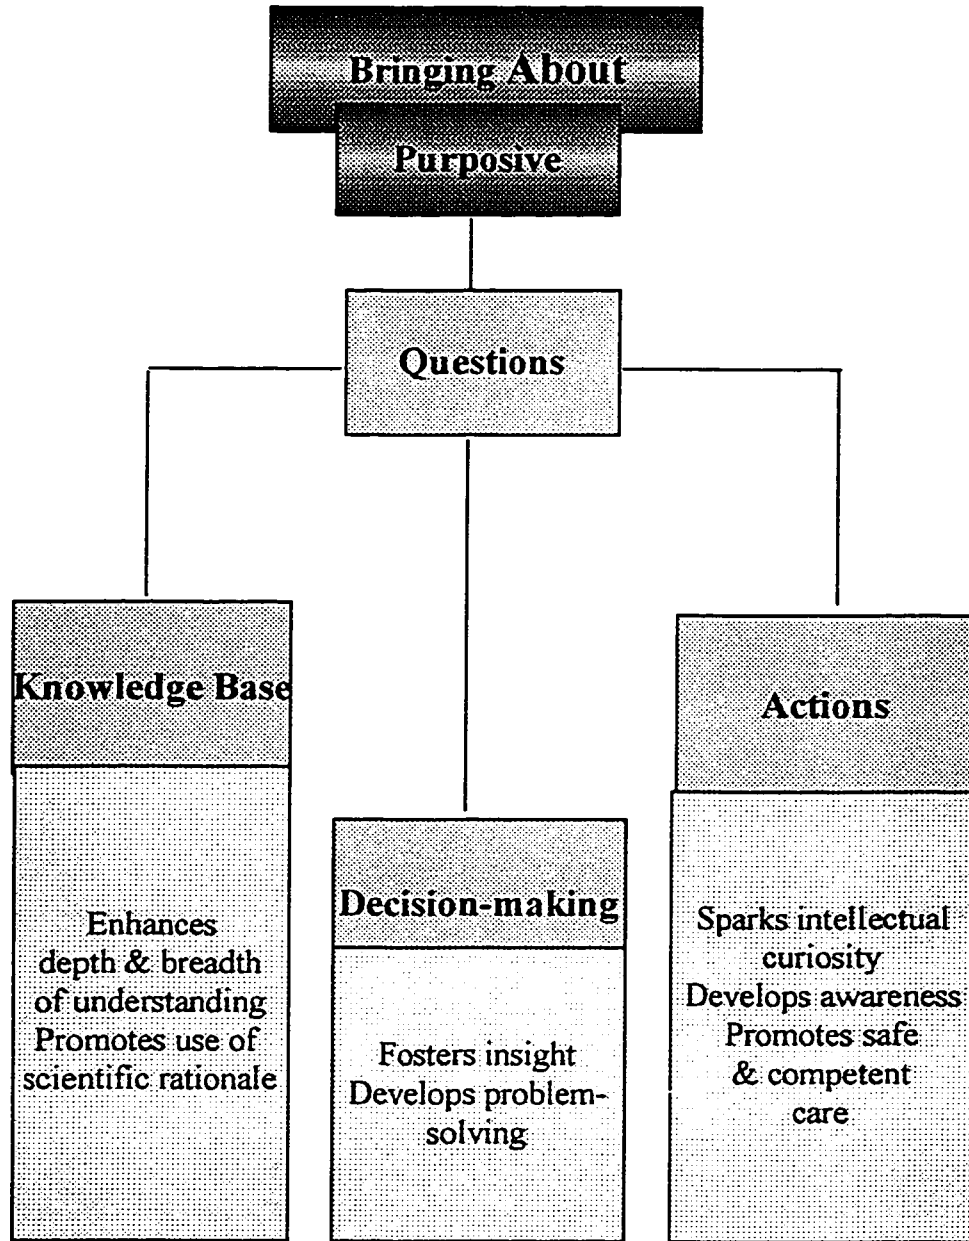 Bringing About
Purposive
Questions
Knowledge Base
Enhances
depth & breadth
of understanding
Promotes use of
scientific rationale
Decision-making
Fosters insight
Develops problem-
solving
Actions
Sparks intellectual
curiosity
Develops awareness
Promotes safe
& competent
care